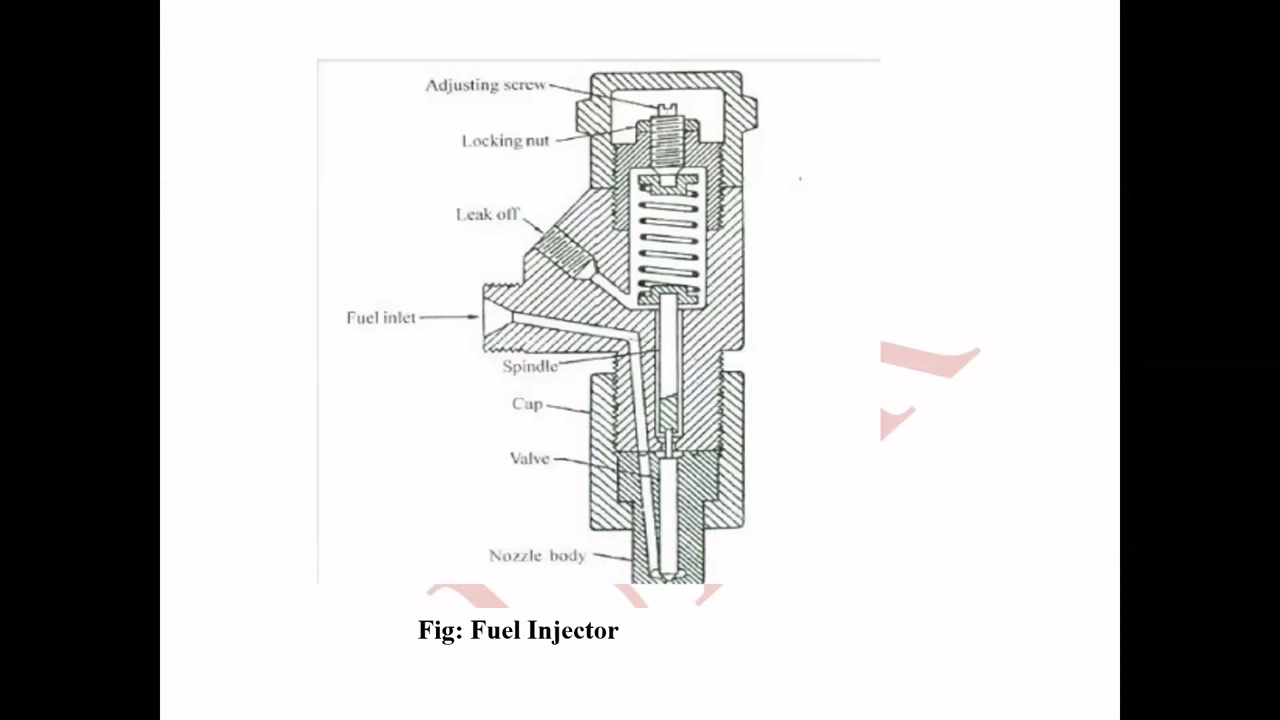 Adjusting screw
Locking nut
Leak off
Fuel inlet
Spindle
Cap
Valve
Nozzle body
Fig: Fuel Injector